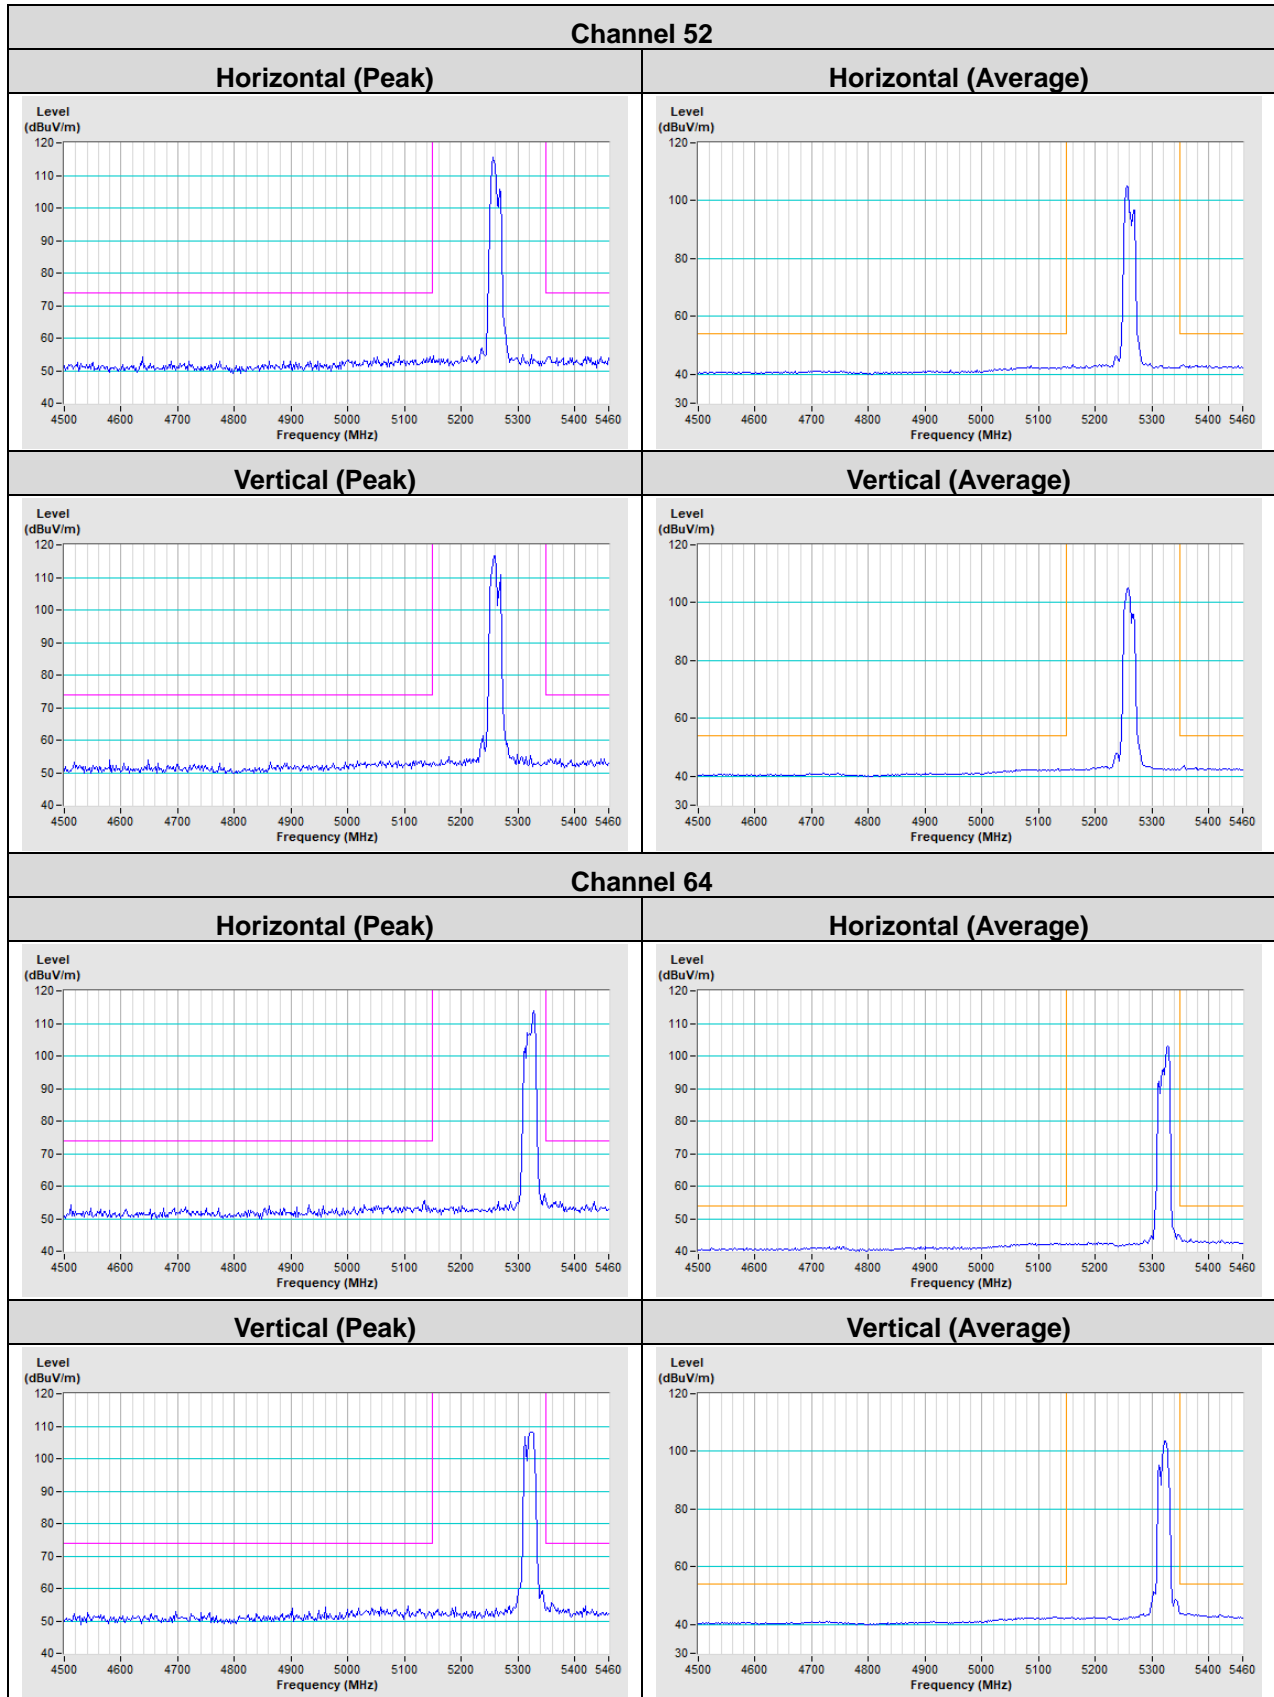 Channel 52
Horizontal (Peak) Horizontal (Average)
Level Level
(dBuV/m) (dBuV/m)
120 120
110
100 100
90
80 80
70
60 60
50
40 40
30
4500 4600 4700 4800 4900 5000 5100 5200 5300 5400 5460 4500 4600 4700 4800 4900 5000 5100 5200 5300 5400 5460
Frequency (MHz) Frequency (MHz)
Vertical (Peak) Vertical (Average)
Level Level
(dBuV/m) (dBuV/m)
120 120
110
100 100
90
80 80
70
60 60
50
40 40
30
4500 4600 4700 4800 4900 5000 5100 5200 5300 5400 5460 4500 4600 4700 4800 4900 5000 5100 5200 5300 5400 5460
Frequency (MHz) Frequency (MHz)
Channel 64
Horizontal (Peak) Horizontal (Average)
Level Level
(dBuV/m) (dBuV/m)
120 120
110 110
100 100
90 90
80 80
70 70
60 60
50 50
40 40
4500 4600 4700 4800 4900 5000 5100 5200 5300 5400 5460 4500 4600 4700 4800 4900 5000 5100 5200 5300 5400 5460
Frequency (MHz) Frequency (MHz)
Vertical (Peak) Vertical (Average)
Level Level
(dBuV/m) (dBuV/m)
120 120
110
100 100
90
80 80
70
60 60
50
40 40
30
4500 4600 4700 4800 4900 5000 5100 5200 5300 5400 5460 4500 4600 4700 4800 4900 5000 5100 5200 5300 5400 5460
Frequency (MHz) Frequency (MHz)